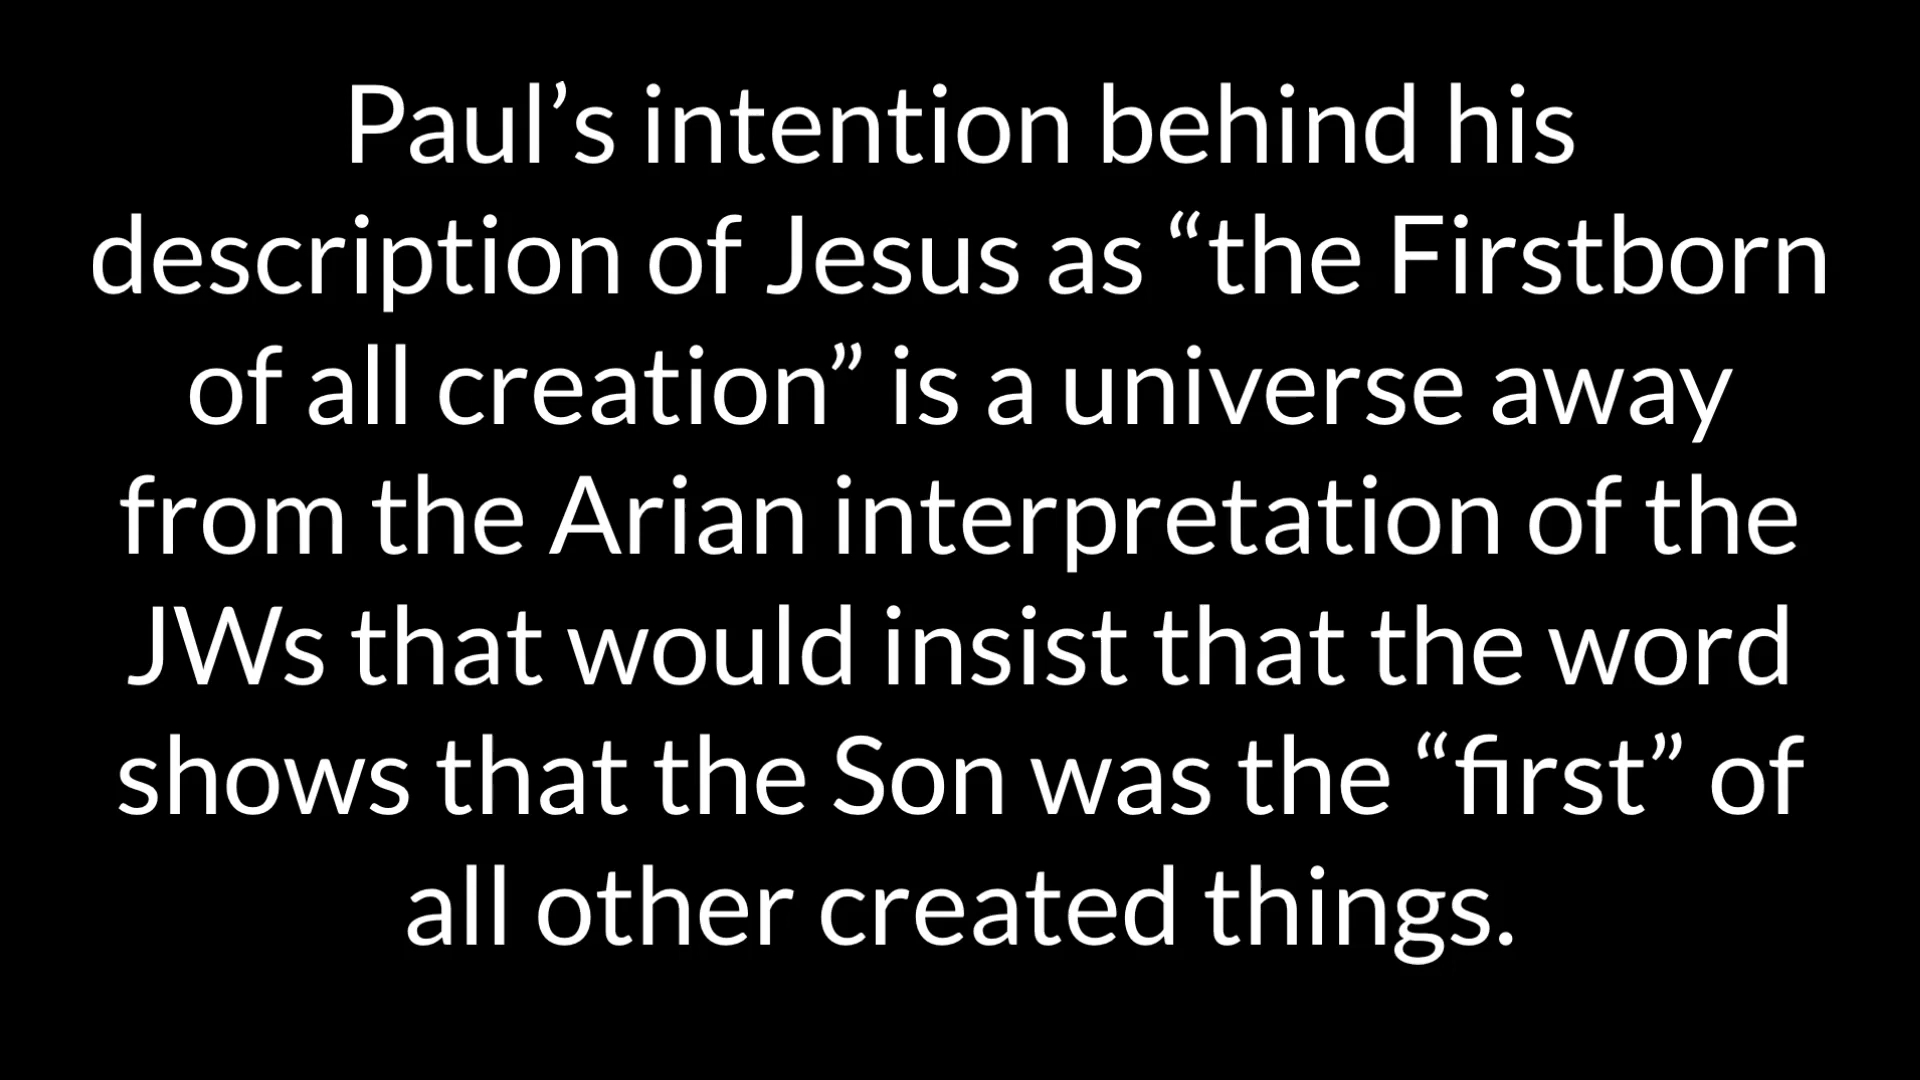 Paul’s intention behind his
description of Jesus as “the Firstborn
of all creation” is a universe away
from the Arian interpretation of the
JWs that would insist that the word
shows that the Son was the “first” of
all other created things.